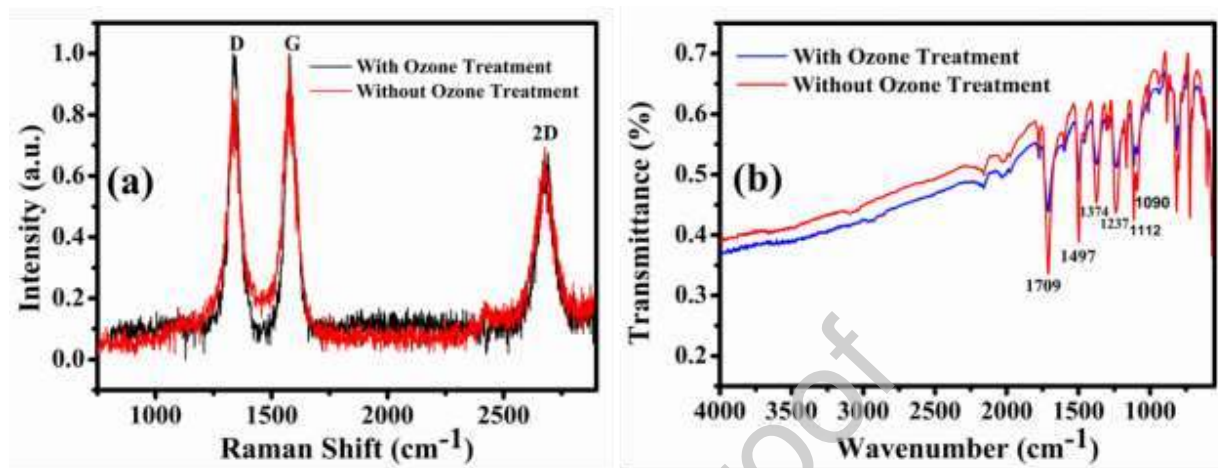 D G
With Ozone Treatment
Without Ozone Treatment
2D
(a)
Intensity (a.u.)
1.0
0.8
0.6
0.4
0.2
0.0
1000 1500 2000 2500
Raman Shift (cm-1)
With Ozone Treatment
Without Ozone Treatment
(b)
Transmittance (%)
0.7
0.6
0.5
0.4
0.3
0.2
1709
1497
1374
1237
1112
1090
4000 3500 3000 2500 2000 1500 1000
Wavenumber (cm-1)
roof